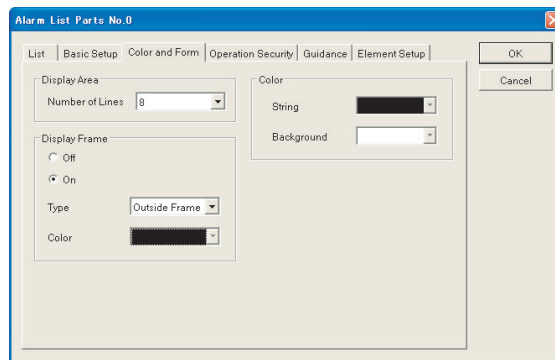 Alarm List Parts No.0
List Basic Setup Color and Form Operation Security Guidance Element Setup
OK
Cancel
Display Area
Number of Lines 8
Display Frame
Off
On
Type Outside Frame
Color
Color
String
Background